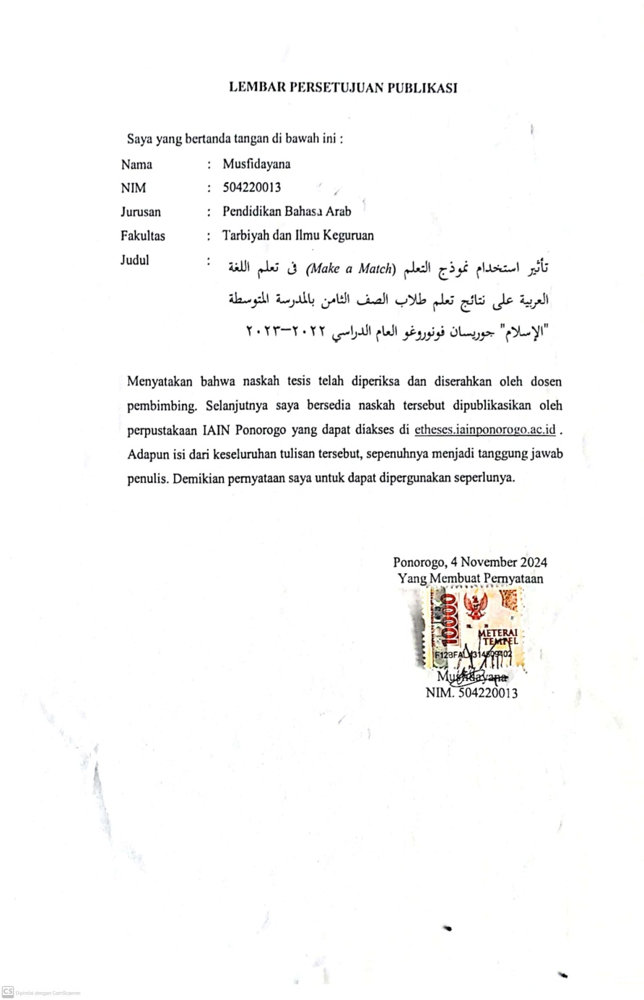 LEMBAR PERSETUJUAN PUBLIKASI
Saya yang bertanda tangan di bawah ini :
Nama : Musfidayana
NIM : 504220013
Jurusan : Pendidikan Bahasa Arab
Fakultas : Tarbiyah dan Ilmu Keguruan
Judul : تأثير استخدام نموذج التعلم (Make a Match) فى تعلم اللغة
العربية على نتائج تعلم طلاب الصف الثامن بالمدرسة المتوسطة
"الإسلام" جوريسان فونوروغو العام الدراسي ٢٠٢٢-٢٠٢٣
Menyatakan bahwa naskah tesis telah diperiksa dan diserahkan oleh dosen
pembimbing. Selanjutnya saya bersedia naskah tersebut dipublikasikan oleh
perpustakaan IAIN Ponorogo yang dapat diakses di etheses.iainponorogo.ac.id .
Adapun isi dari keseluruhan tulisan tersebut, sepenuhnya menjadi tanggung jawab
penulis. Demikian pernyataan saya untuk dapat dipergunakan seperlunya.
Ponorogo, 4 November 2024
Yang Membuat Pernyataan
10000
METERAI
TEMPEL
Musfidayana
NIM. 504220013
CS Dipindai dengan CamScanner